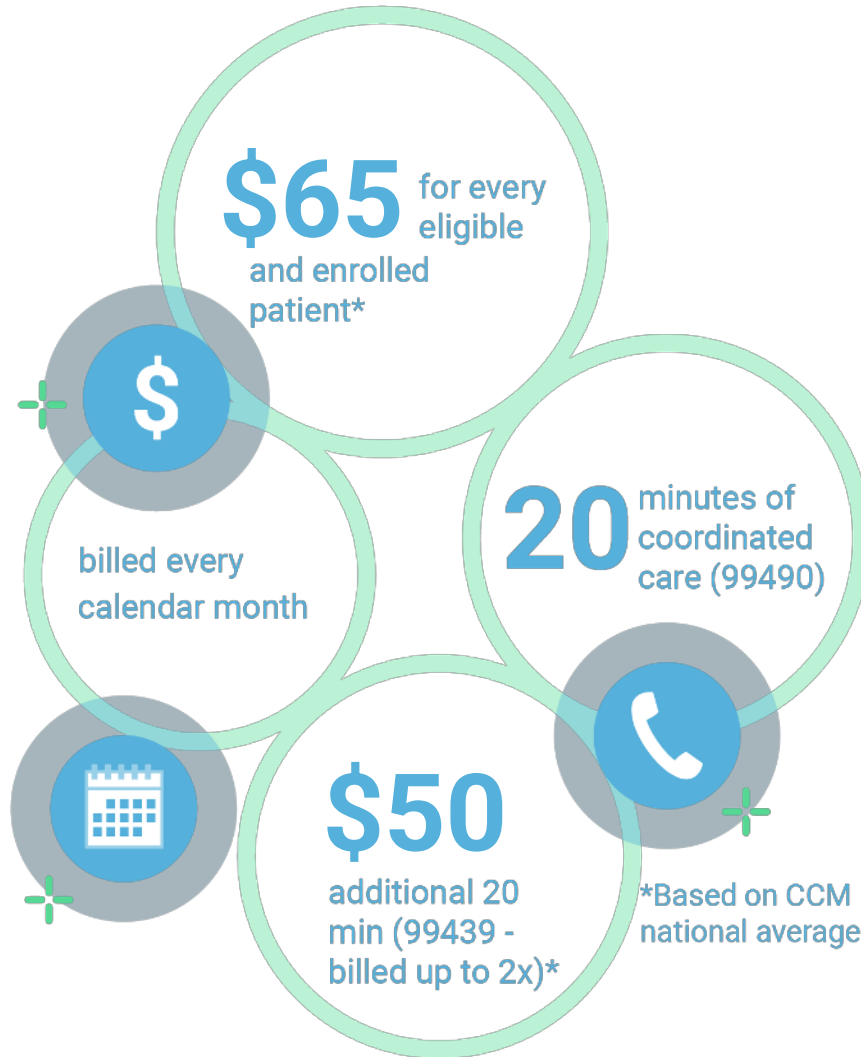 $65 for every
eligible
and enrolled
patient*
$
20 minutes of
coordinated
care (99490)
billed every
calendar month
$50
additional 20
min (99439 -
billed up to 2x)*
*Based on CCM
national average